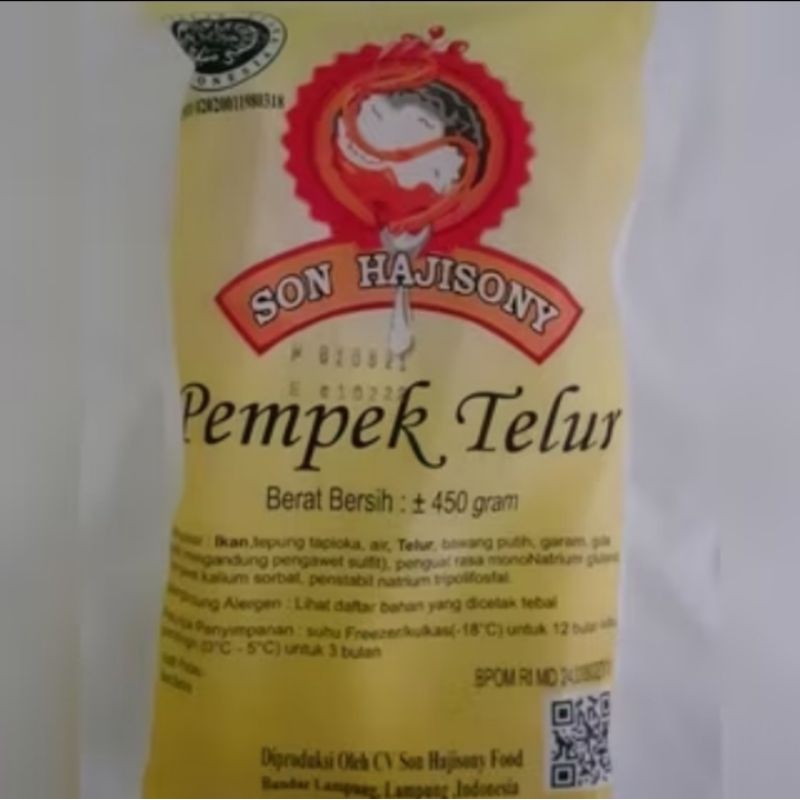 SON HAJISONY
P 010821
Pempek Telur
Berat Bersih : ± 450 gram
: Ikan, tepung tapioka, air, Telur, bawang putih, garam, gula
mengandung pengawet sulfit), penguat rasa monoNatrium
kalium sorbat, penstabil natrium tripolifosfat.
Alergen : Lihat daftar bahan yang dicetak tebal
Penyimpanan : suhu Freezer/kulkas(-18°C) untuk 12 bulan
(0°C - 5°C) untuk 3 bulan
BPOM RI MD
Diproduksi Oleh CV Son Hajisony Food
Bandar Lampung, Lampung ,Indonesia